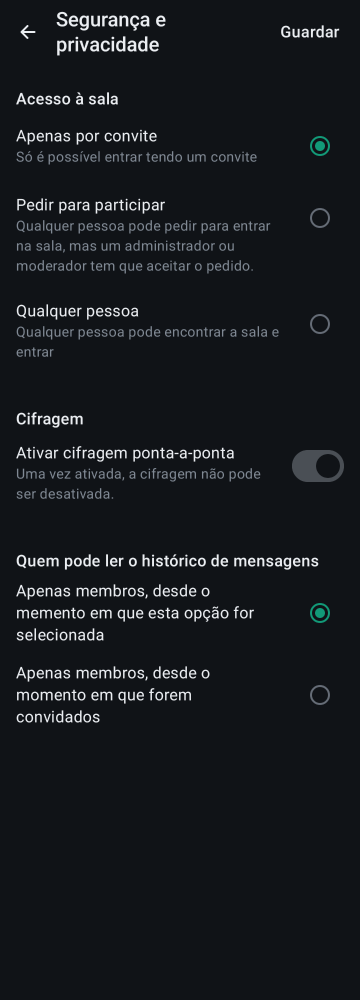 Segurança e
privacidade
Guardar
Acesso à sala
Apenas por convite
Só é possível entrar tendo um convite
Pedir para participar
Qualquer pessoa pode pedir para entrar
na sala, mas um administrador ou
moderador tem que aceitar o pedido.
Qualquer pessoa
Qualquer pessoa pode encontrar a sala e
entrar
Cifragem
Ativar cifragem ponta-a-ponta
Uma vez ativada, a cifragem não pode
ser desativada.
Quem pode ler o histórico de mensagens
Apenas membros, desde o
memento em que esta opção for
selecionada
Apenas membros, desde o
momento em que forem
convidados